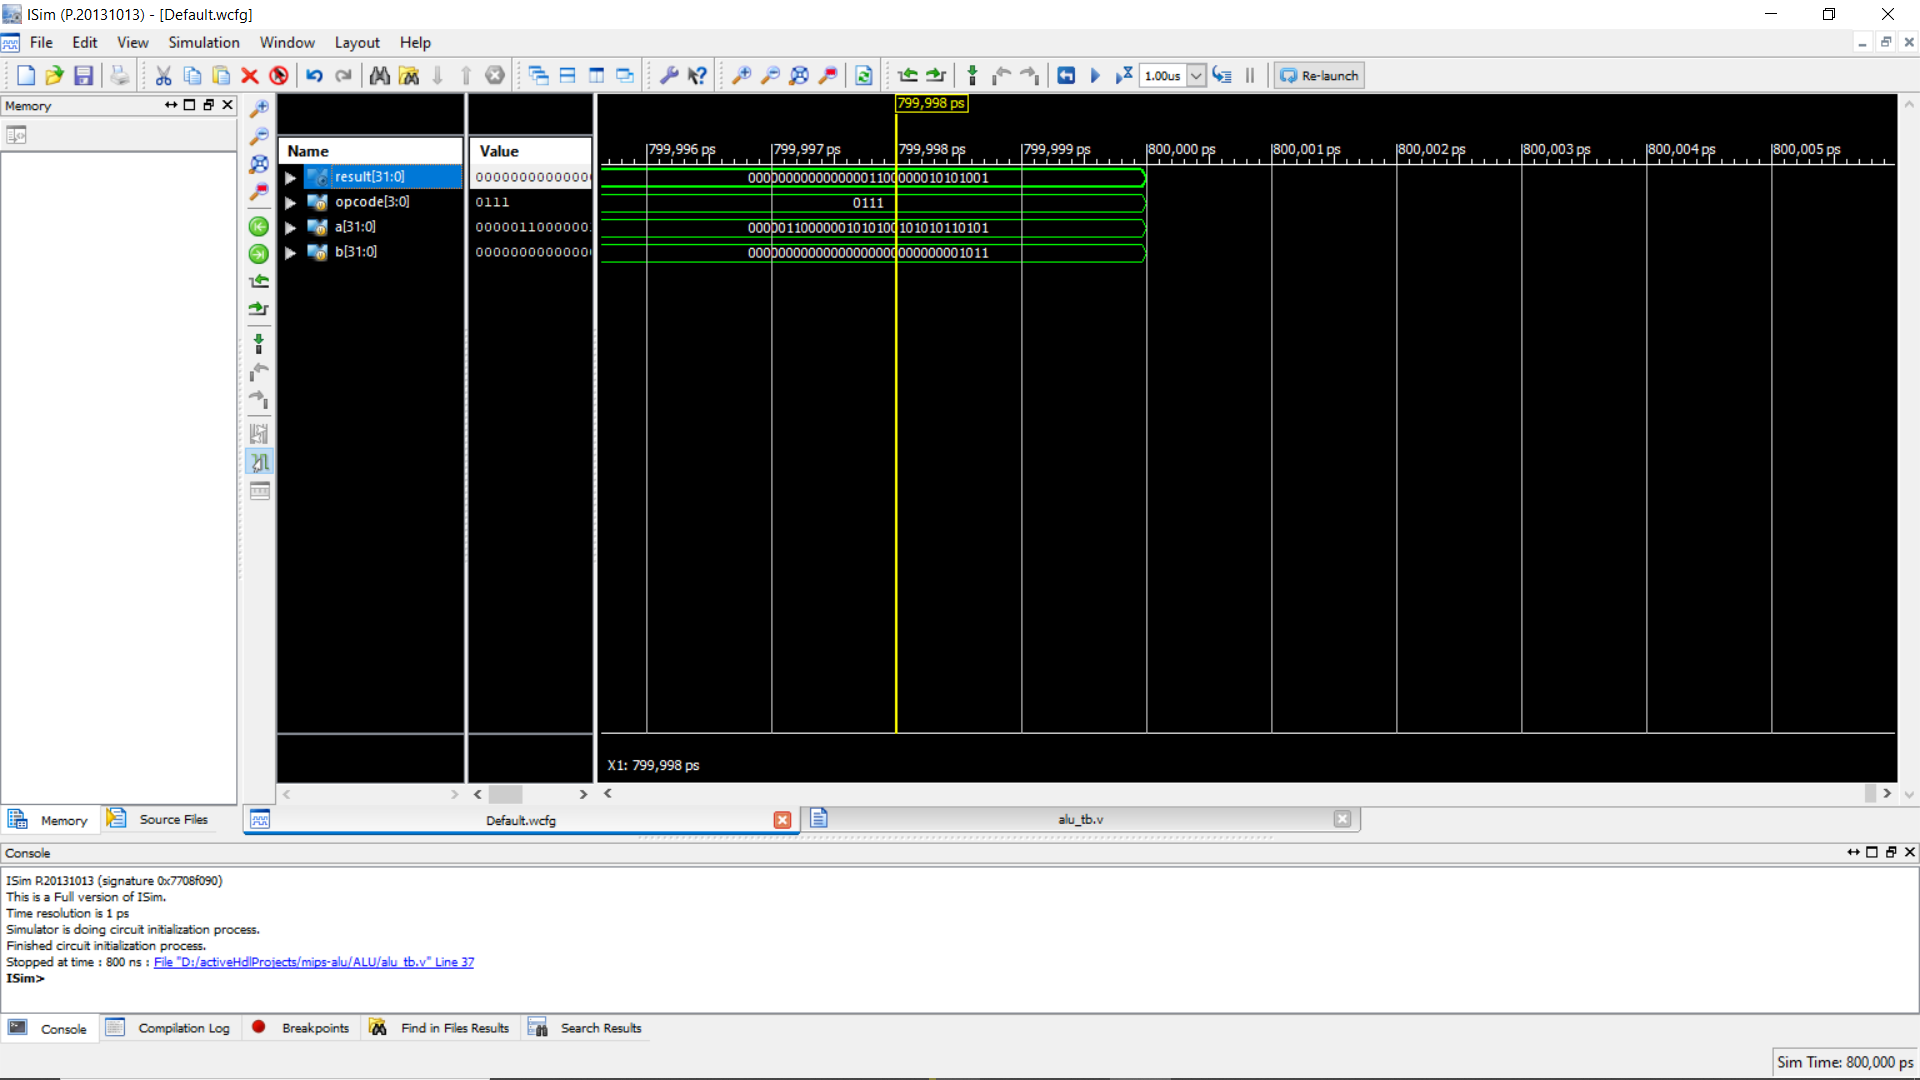 ISim (P.20131013) - [Default.wcfg]
File Edit View Simulation Window Layout Help
1.00us Re-launch
Memory
799,998 ps
Name Value
799,996 ps 799,997 ps 799,998 ps 799,999 ps 800,000 ps 800,001 ps 800,002 ps 800,003 ps 800,004 ps 800,005 ps
result[31:0] 00000000000000 00000000000000001100000010101001
opcode[3:0] 0111 0111
a[31:0] 0000011000000 00000110000001010100101010110101
b[31:0] 00000000000000 00000000000000000000000000001011
X1: 799,998 ps
Memory Source Files Default.wcfg alu_tb.v
Console
ISim P.20131013 (signature 0x7708f090)
This is a Full version of ISim.
Time resolution is 1 ps
Simulator is doing circuit initialization process.
Finished circuit initialization process.
Stopped at time : 800 ns : File "D:/activeHdlProjects/mips-alu/ALU/alu_tb.v" Line 37
ISim>
Console Compilation Log Breakpoints Find in Files Results Search Results
Sim Time: 800,000 ps